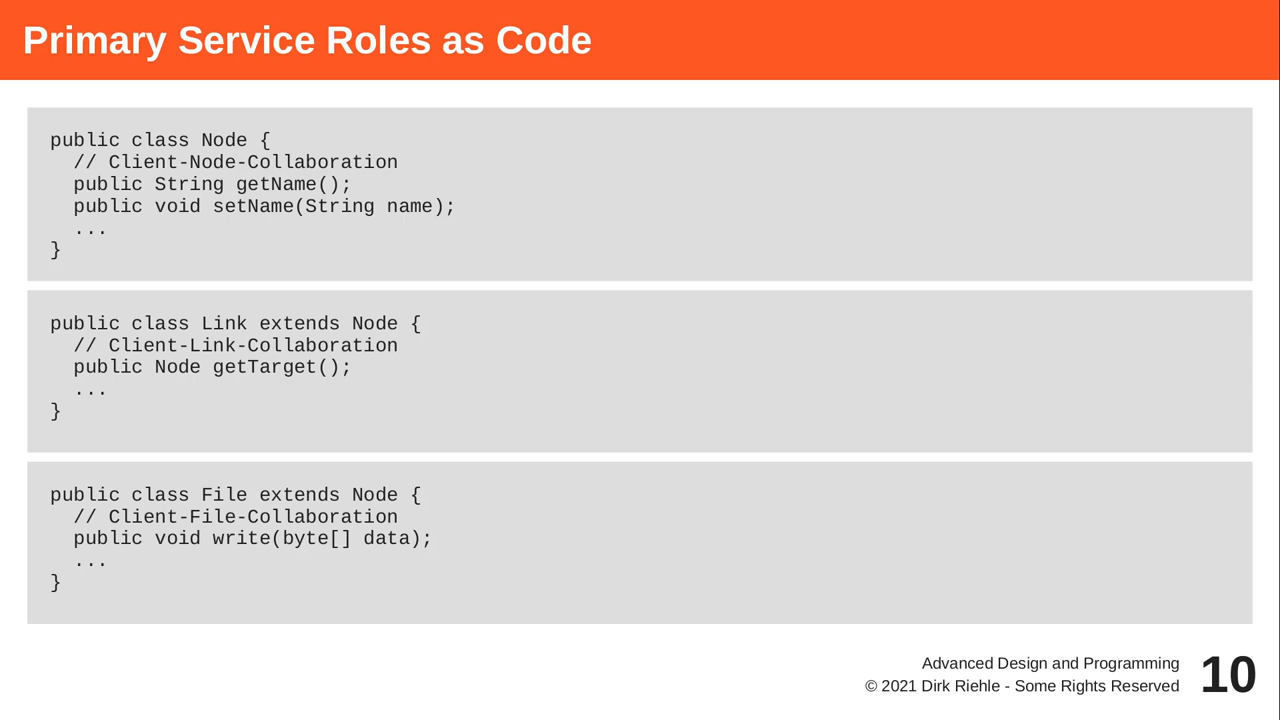 Primary Service Roles as Code
public class Node {
  // Client-Node-Collaboration
  public String getName();
  public void setName(String name);
  ...
}
public class Link extends Node {
  // Client-Link-Collaboration
  public Node getTarget();
  ...
}
public class File extends Node {
  // Client-File-Collaboration
  public void write(byte[] data);
  ...
}
Advanced Design and Programming
© 2021 Dirk Riehle - Some Rights Reserved
10